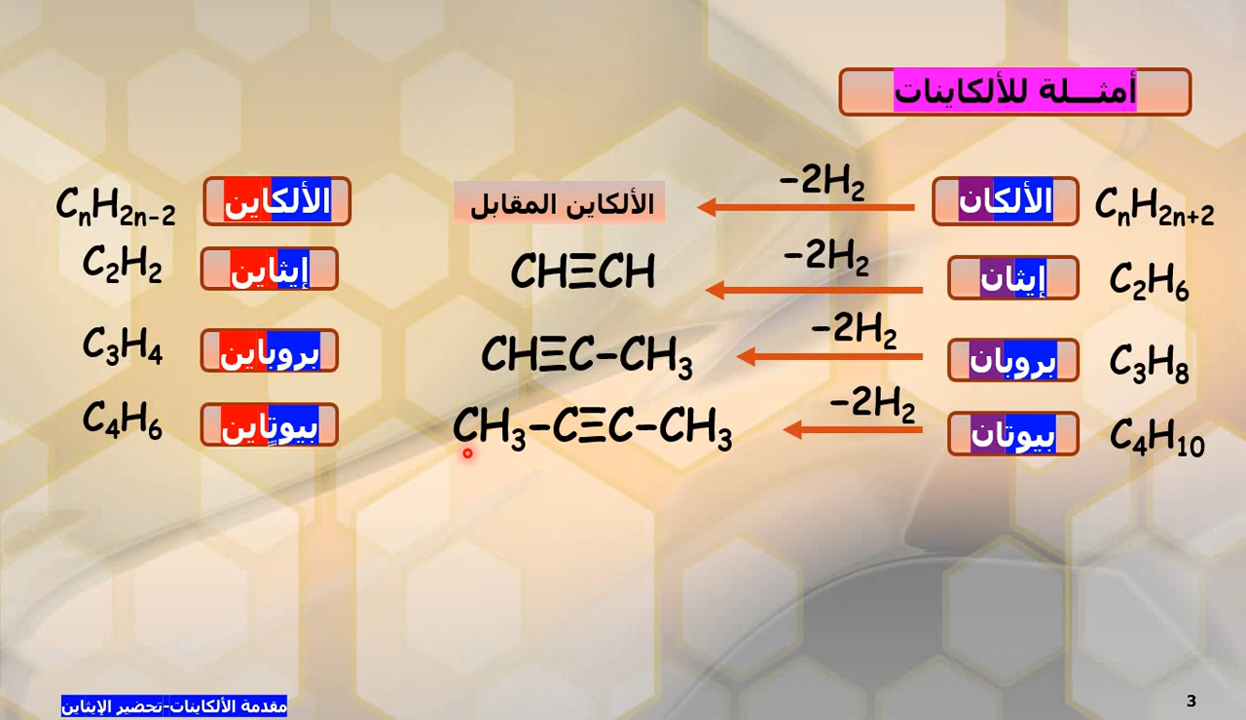 أمثـــلة للألكاينات
CₙH₂ₙ₊₂ الألكان –2H₂ الألكاين المقابل الألكاين CₙH₂ₙ₋₂
C₂H₆ إيثان –2H₂ CH≡CH إيثاين C₂H₂
C₃H₈ بروبان –2H₂ CH≡C–CH₃ بروباين C₃H₄
C₄H₁₀ بيوتان –2H₂ CH₃–C≡C–CH₃ بيوتاين C₄H₆
3
مقدمة الألكاينات-تحضير الإيثاين